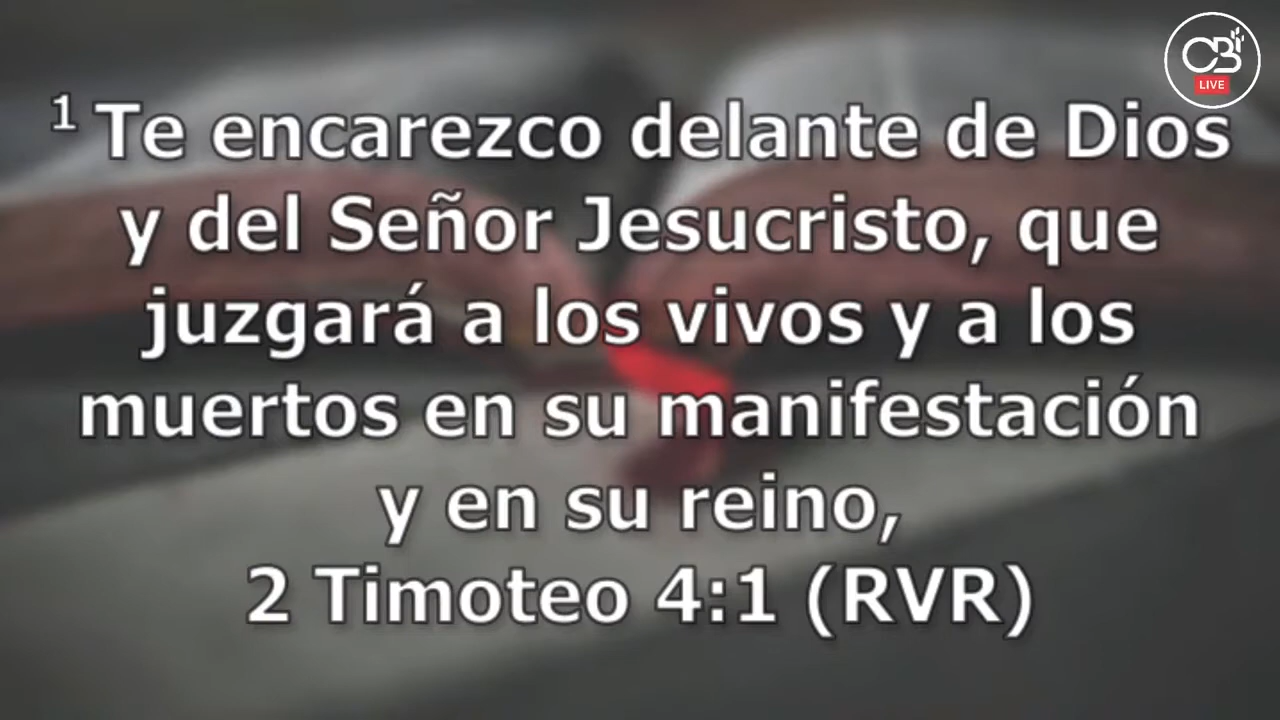 CB
LIVE
1 Te encarezco delante de Dios
y del Señor Jesucristo, que
juzgará a los vivos y a los
muertos en su manifestación
y en su reino,
2 Timoteo 4:1 (RVR)